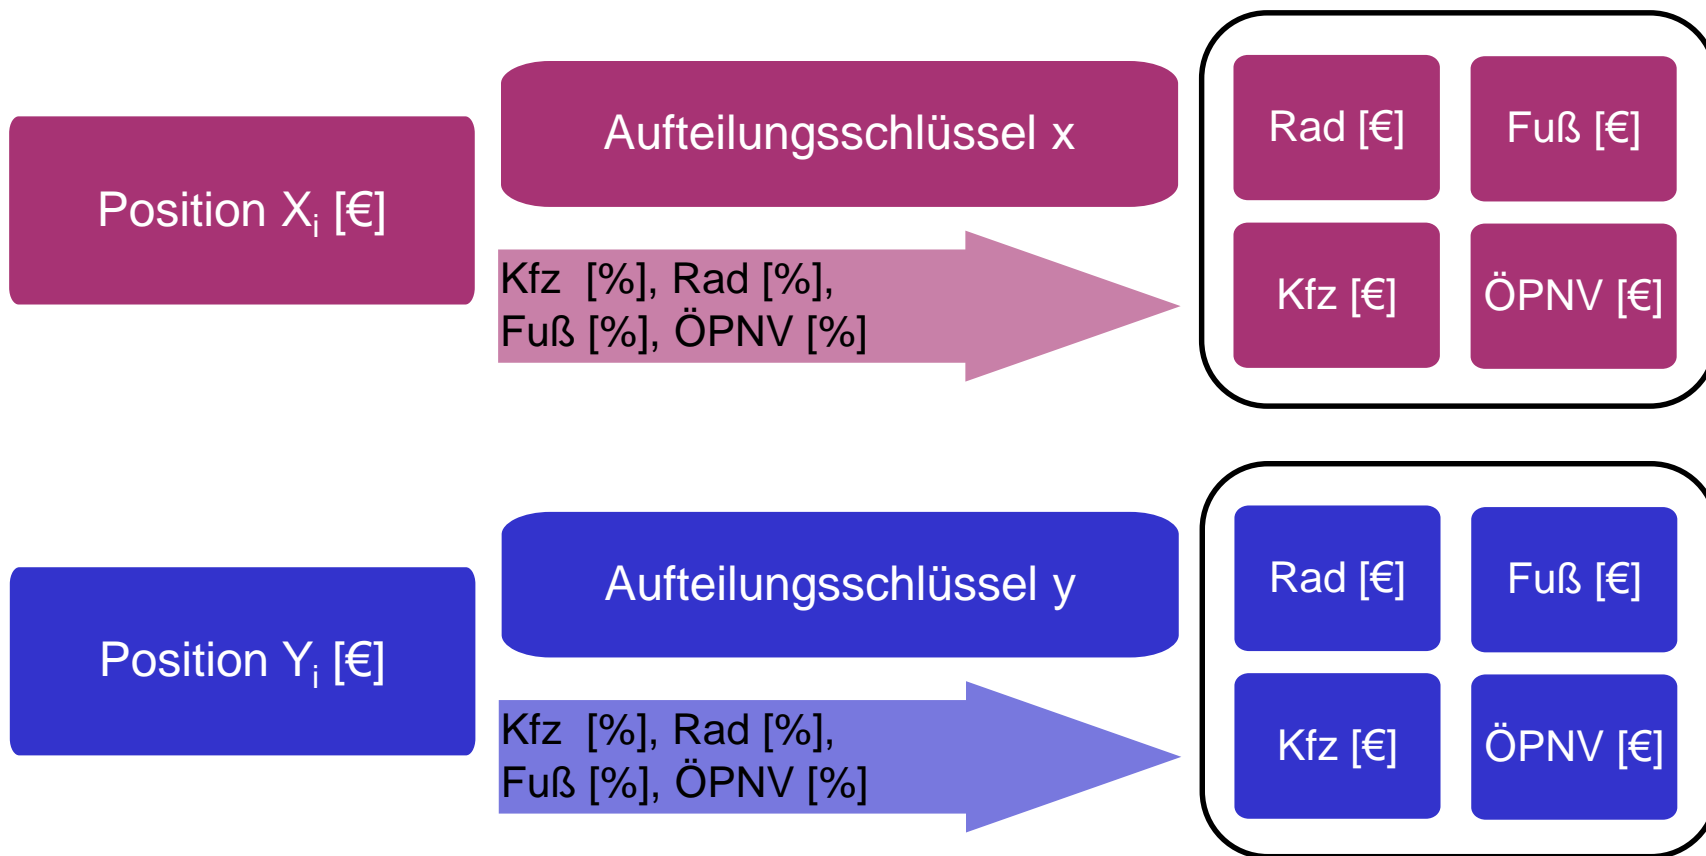 Position Xi [€]
Aufteilungsschlüssel x
Kfz  [%], Rad [%],
Fuß [%], ÖPNV [%]
Rad [€]
Fuß [€]
Kfz [€]
ÖPNV [€]
Position Yi [€]
Aufteilungsschlüssel y
Kfz  [%], Rad [%],
Fuß [%], ÖPNV [%]
Rad [€]
Fuß [€]
Kfz [€]
ÖPNV [€]